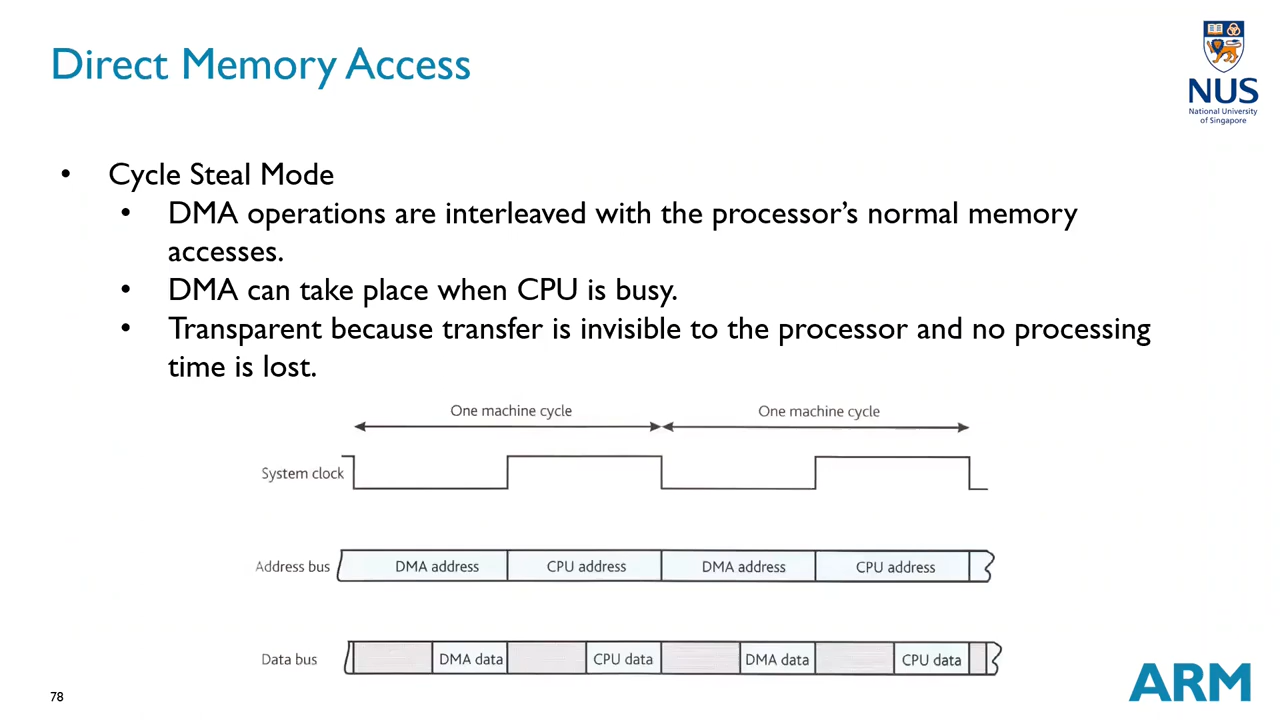 Direct Memory Access
NUS
National University
of Singapore
• Cycle Steal Mode
• DMA operations are interleaved with the processor’s normal memory
accesses.
• DMA can take place when CPU is busy.
• Transparent because transfer is invisible to the processor and no processing
time is lost.
One machine cycle One machine cycle
System clock
Address bus DMA address CPU address DMA address CPU address
Data bus DMA data CPU data DMA data CPU data
78
ARM